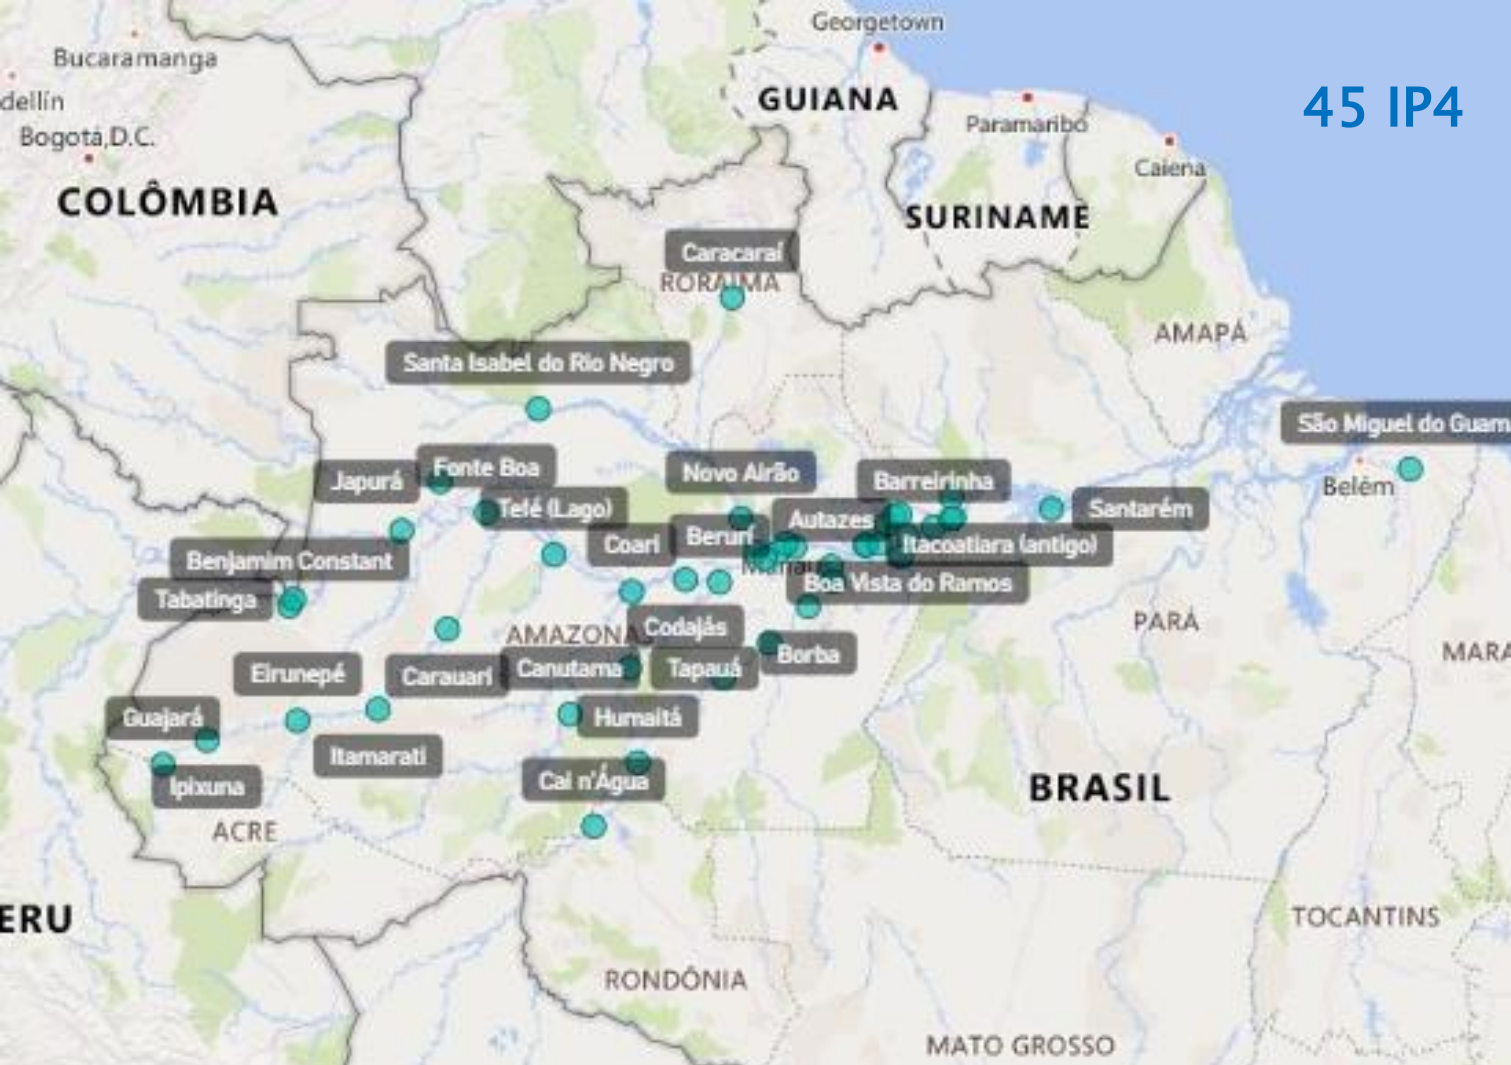 Georgetown
Bucaramanga
GUIANA
45 IP4
dellín
Paramaribo
Bogotá,D.C.
Caiena
COLÔMBIA
SURINAME
Caracaraí
RORAIMA
AMAPÁ
Santa Isabel do Rio Negro
São Miguel do Guam
Fonte Boa
Japurá
Novo Airão
Barreirinha
Belém
Tefé (Lago)
Santarém
Autazes
Beruri
Coari
Itacoatiara (antigo)
Benjamim Constant
Boa Vista do Ramos
Tabatinga
PARÁ
AMAZONAS
Codajás
MARA
Borba
Canutama
Tapauá
Eirunepé
Carauari
Guajará
Humaitá
Itamarati
Cai n'Água
Ipixuna
BRASIL
ACRE
ERU
TOCANTINS
RONDÔNIA
MATO GROSSO